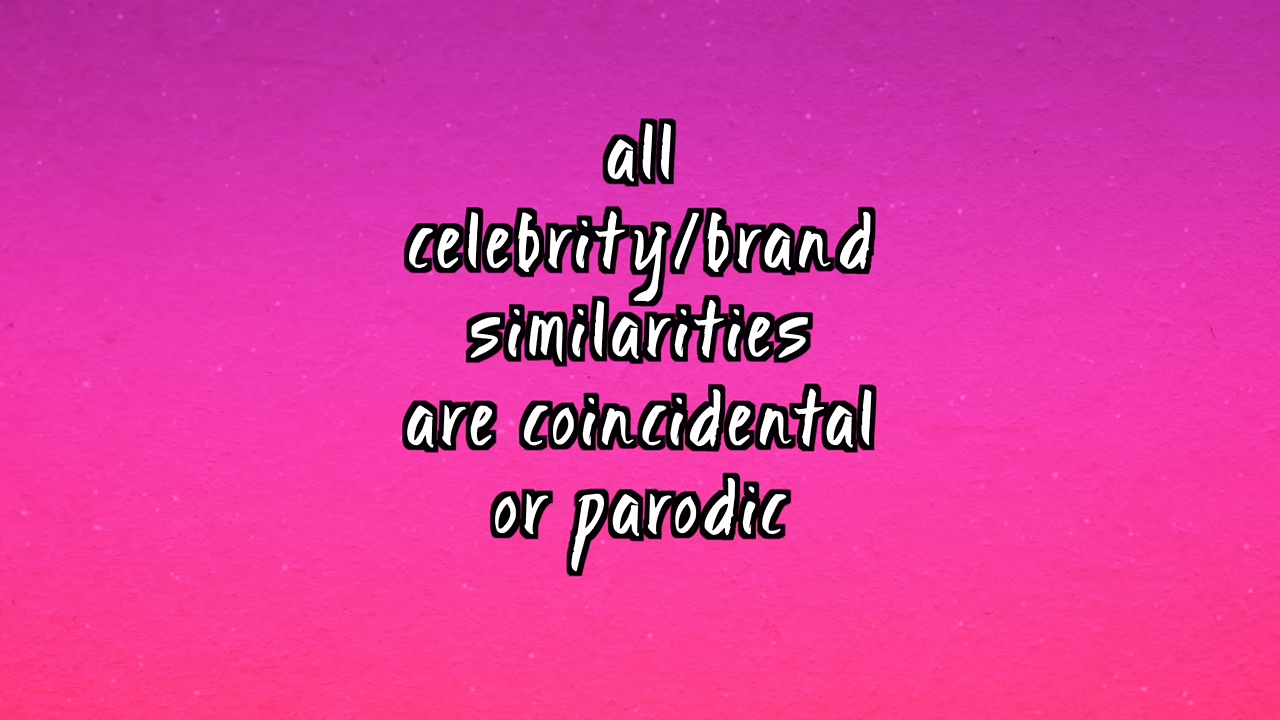 all
celebrity/brand
similarities
are coincidental
or parodic